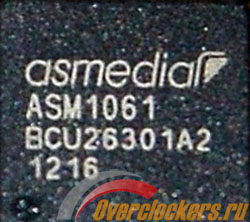 asmedia
ASM1061
BCU26301A2
1216
Overclockers.ru